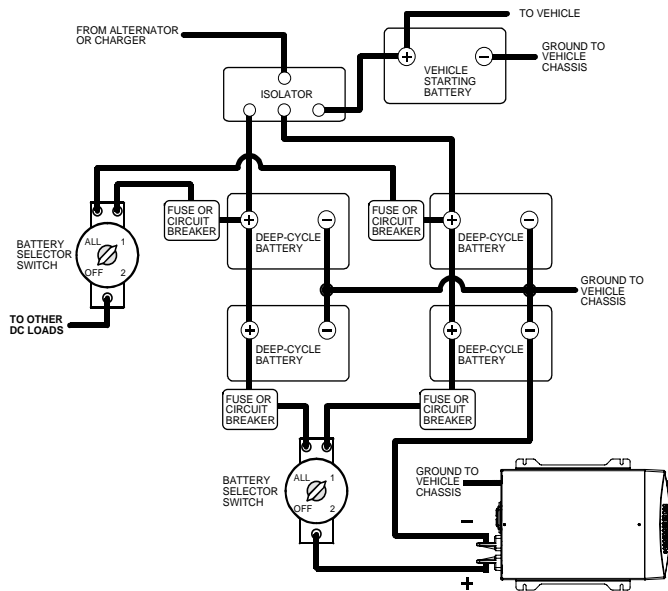 TO VEHICLE
FROM ALTERNATOR
OR CHARGER
+
−
GROUND TO
VEHICLE
CHASSIS
VEHICLE
STARTING
BATTERY
ISOLATOR
FUSE OR
CIRCUIT
BREAKER
+
−
DEEP-CYCLE
BATTERY
FUSE OR
CIRCUIT
BREAKER
+
−
DEEP-CYCLE
BATTERY
BATTERY
SELECTOR
SWITCH
ALL
1
OFF
2
GROUND TO
VEHICLE
CHASSIS
TO OTHER
DC LOADS
+
−
DEEP-CYCLE
BATTERY
+
−
DEEP-CYCLE
BATTERY
FUSE OR
CIRCUIT
BREAKER
FUSE OR
CIRCUIT
BREAKER
BATTERY
SELECTOR
SWITCH
ALL
1
OFF
2
GROUND TO
VEHICLE
CHASSIS
−
+